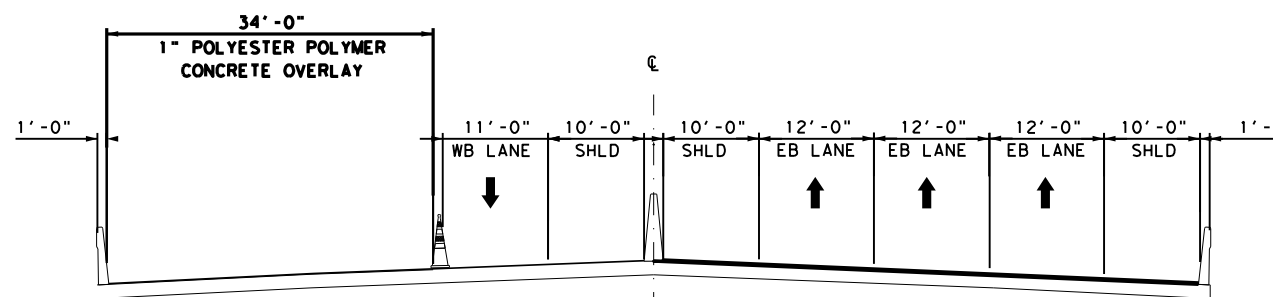 34'-0"
1" POLYESTER POLYMER
CONCRETE OVERLAY
℄
1'-0" 11'-0" 10'-0" 10'-0" 12'-0" 12'-0" 12'-0" 10'-0" 1'-
WB LANE SHLD SHLD EB LANE EB LANE EB LANE SHLD